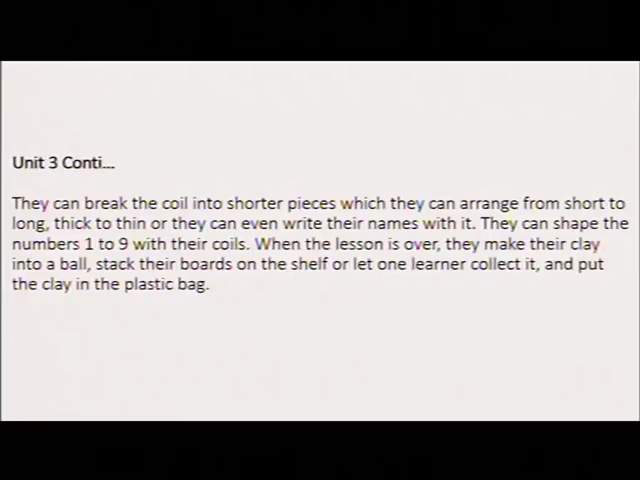 Unit 3 Conti...
They can break the coil into shorter pieces which they can arrange from short to
long, thick to thin or they can even write their names with it. They can shape the
numbers 1 to 9 with their coils. When the lesson is over, they make their clay
into a ball, stack their boards on the shelf or let one learner collect it, and put
the clay in the plastic bag.